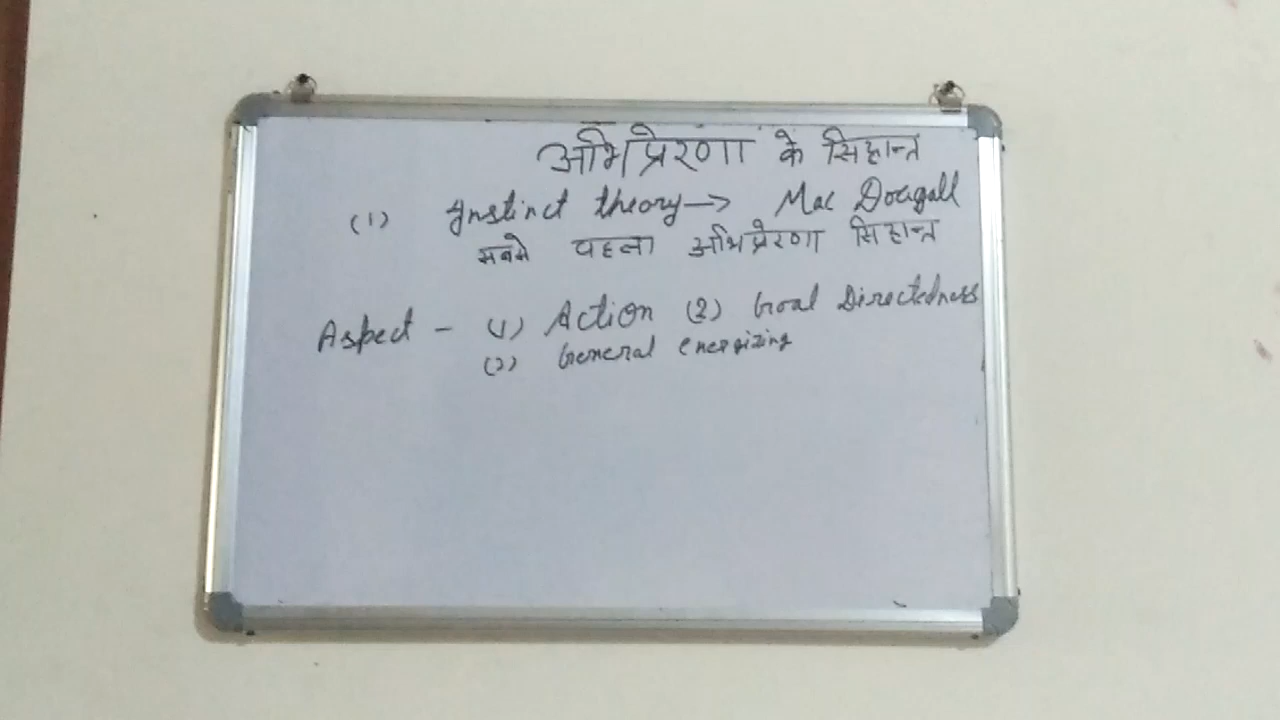 अभिप्रेरणा के सिद्धान्त
(1) Instinct theory → Mac Dougall
सबसे पहला अभिप्रेरणा सिद्धान्त
Aspect - (1) Action (2) Goal Directedness
(3) General energizing